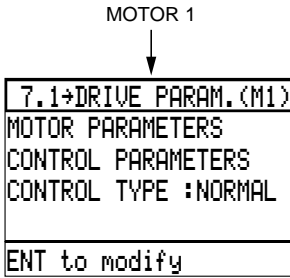 MOTOR 1
7.1→DRIVE PARAM.(M1)
MOTOR PARAMETERS
CONTROL PARAMETERS
CONTROL TYPE :NORMAL
ENT to modify